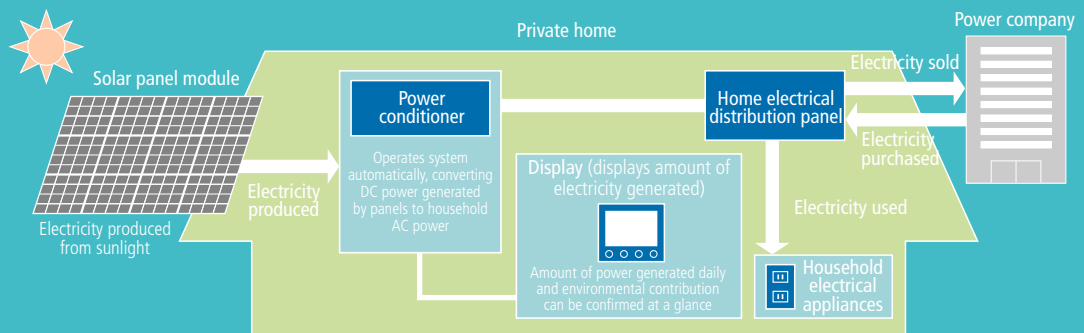 Power company
Private home
Electricity sold
Solar panel module
Power
conditioner
Home electrical
distribution panel
Electricity
purchased
Operates system
automatically, converting
DC power generated
by panels to household
AC power
Display (displays amount of
electricity generated)
Electricity
produced
Electricity used
Electricity produced
from sunlight
Amount of power generated daily
and environmental contribution
can be confirmed at a glance
Household
electrical
appliances